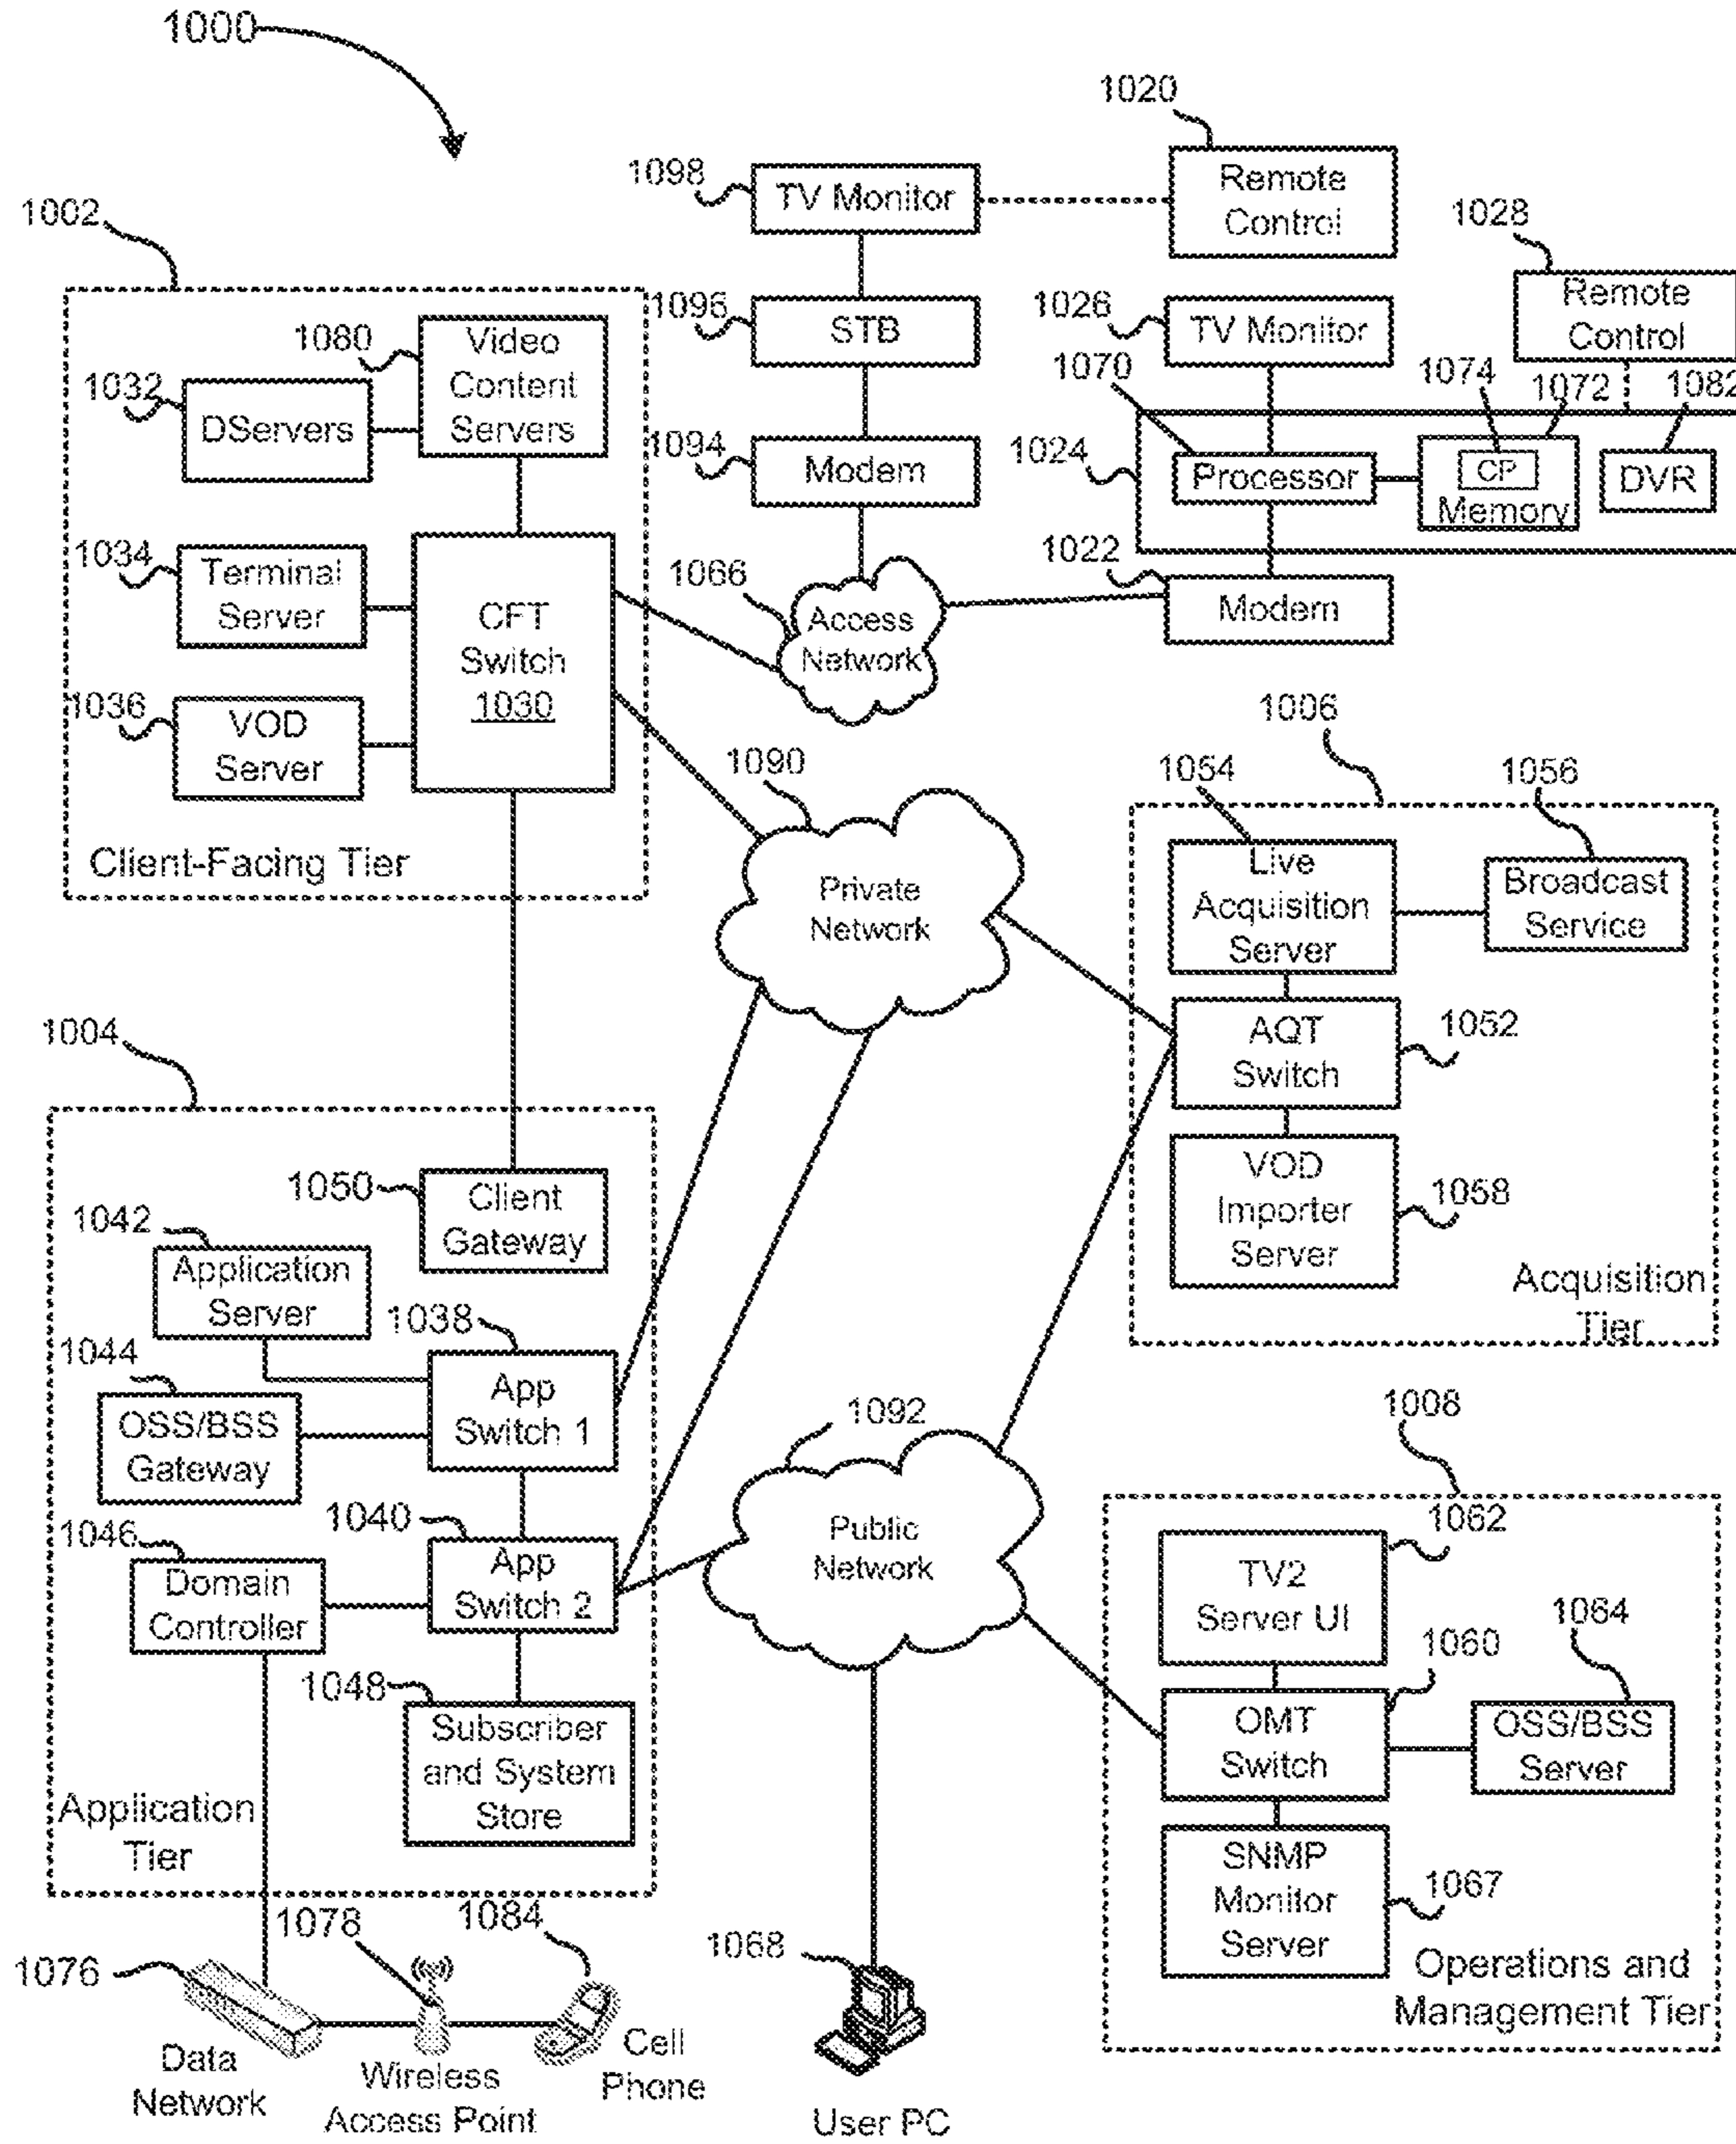 1000
1020
1098
TV Monitor
Remote
Control
1002
1028
Remote
Control
1096
STB
1026
TV Monitor
1080
Video
Content
Servers
1032
DServers
1070
1074
1072
1082
1094
Modem
1024
Processor
CP
Memory
DVR
1034
Terminal
Server
CFT
Switch
1030
1066
Access
Network
1022
Modem
1036
VOD
Server
1006
1090
1054
1056
Client-Facing Tier
Private
Network
Live
Acquisition
Server
Broadcast
Service
1004
AQT
Switch
1052
1050
Client
Gateway
VOD
Importer
Server
1058
1042
Application
Server
Acquisition
Tier
1038
1044
App
Switch 1
OSS/BSS
Gateway
1092
1008
1046
1040
App
Switch 2
Domain
Controller
Public
Network
1062
TV2
Server UI
1064
1060
1048
Subscriber
and System
Store
OMT
Switch
OSS/BSS
Server
Application
Tier
SNMP
Monitor
Server
1067
1078
1084
1068
1076
Operations and
Management Tier
Data
Network
Wireless
Access Point
Cell
Phone
User PC